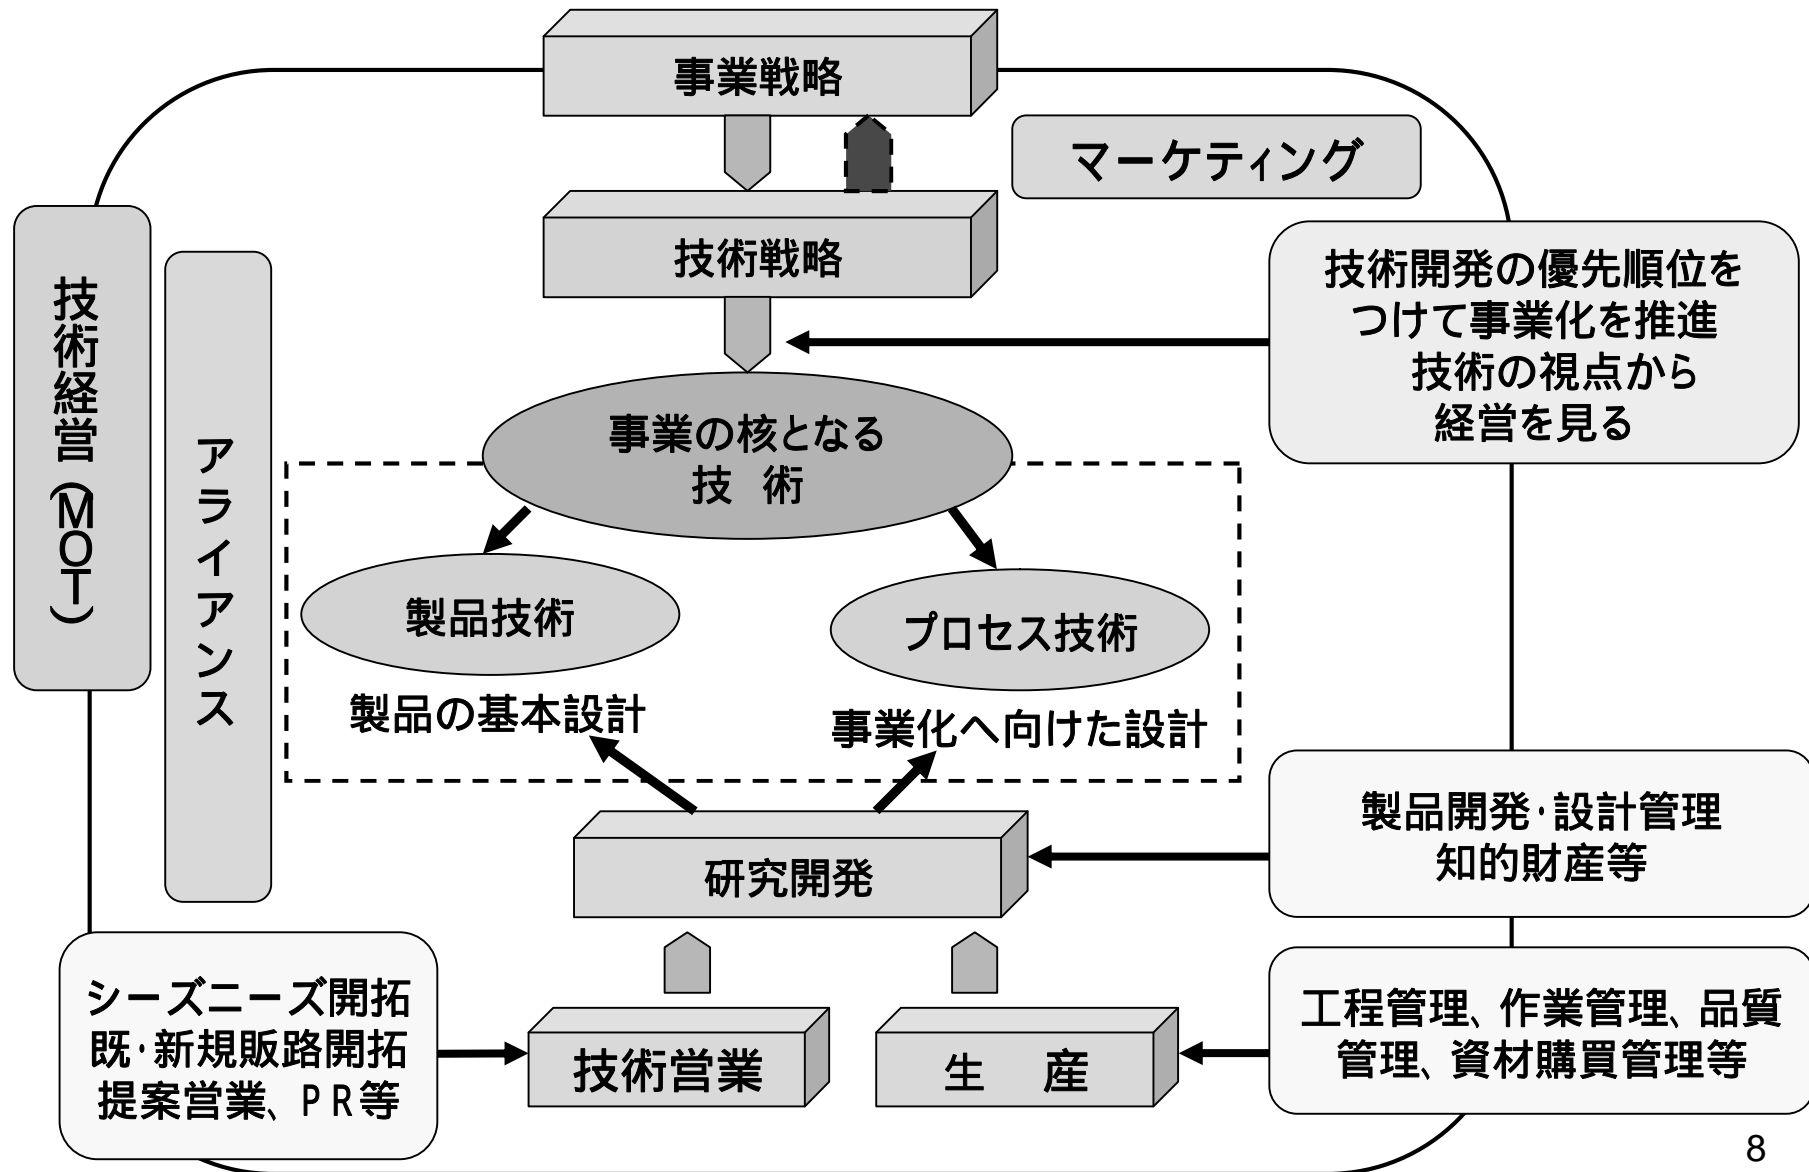 事業戦略
マーケティング
技術戦略
技術開発の優先順位を
つけて事業化を推進
技術の視点から
経営を見る
技術経営(MOT)
アライアンス
事業の核となる
技 術
製品技術
プロセス技術
製品の基本設計
事業化へ向けた設計
製品開発・設計管理
知的財産等
研究開発
シーズニーズ開拓
既・新規販路開拓
提案営業、PR等
技術営業
生 産
工程管理、作業管理、品質
管理、資材購買管理等
8